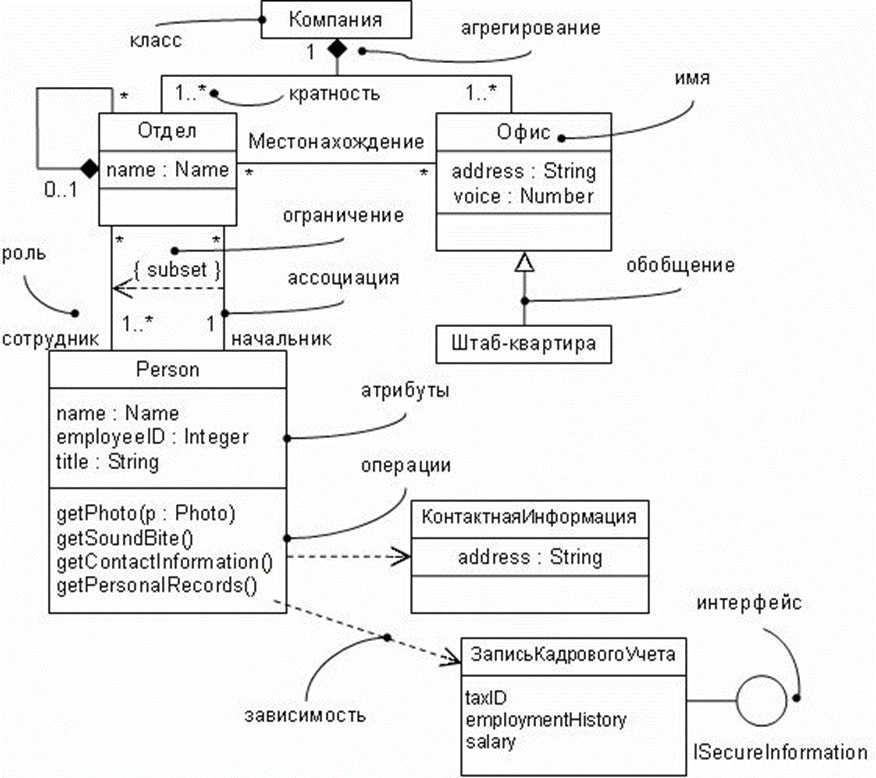 Компания
класс
агрегирование
1
1..*
кратность
1..*
имя
*
Отдел
Местонахождение
Офис
name : Name
*
*
address : String
voice : Number
0..1
ограничение
*
*
{ subset }
роль
ассоциация
обобщение
1..*
1
сотрудник
начальник
Штаб-квартира
Person
атрибуты
name : Name
employeeID : Integer
title : String
операции
getPhoto(p : Photo)
getSoundBite()
getContactInformation()
getPersonalRecords()
КонтактнаяИнформация
address : String
интерфейс
ЗаписьКадровогоУчета
зависимость
taxID
employmentHistory
salary
ISecureInformation